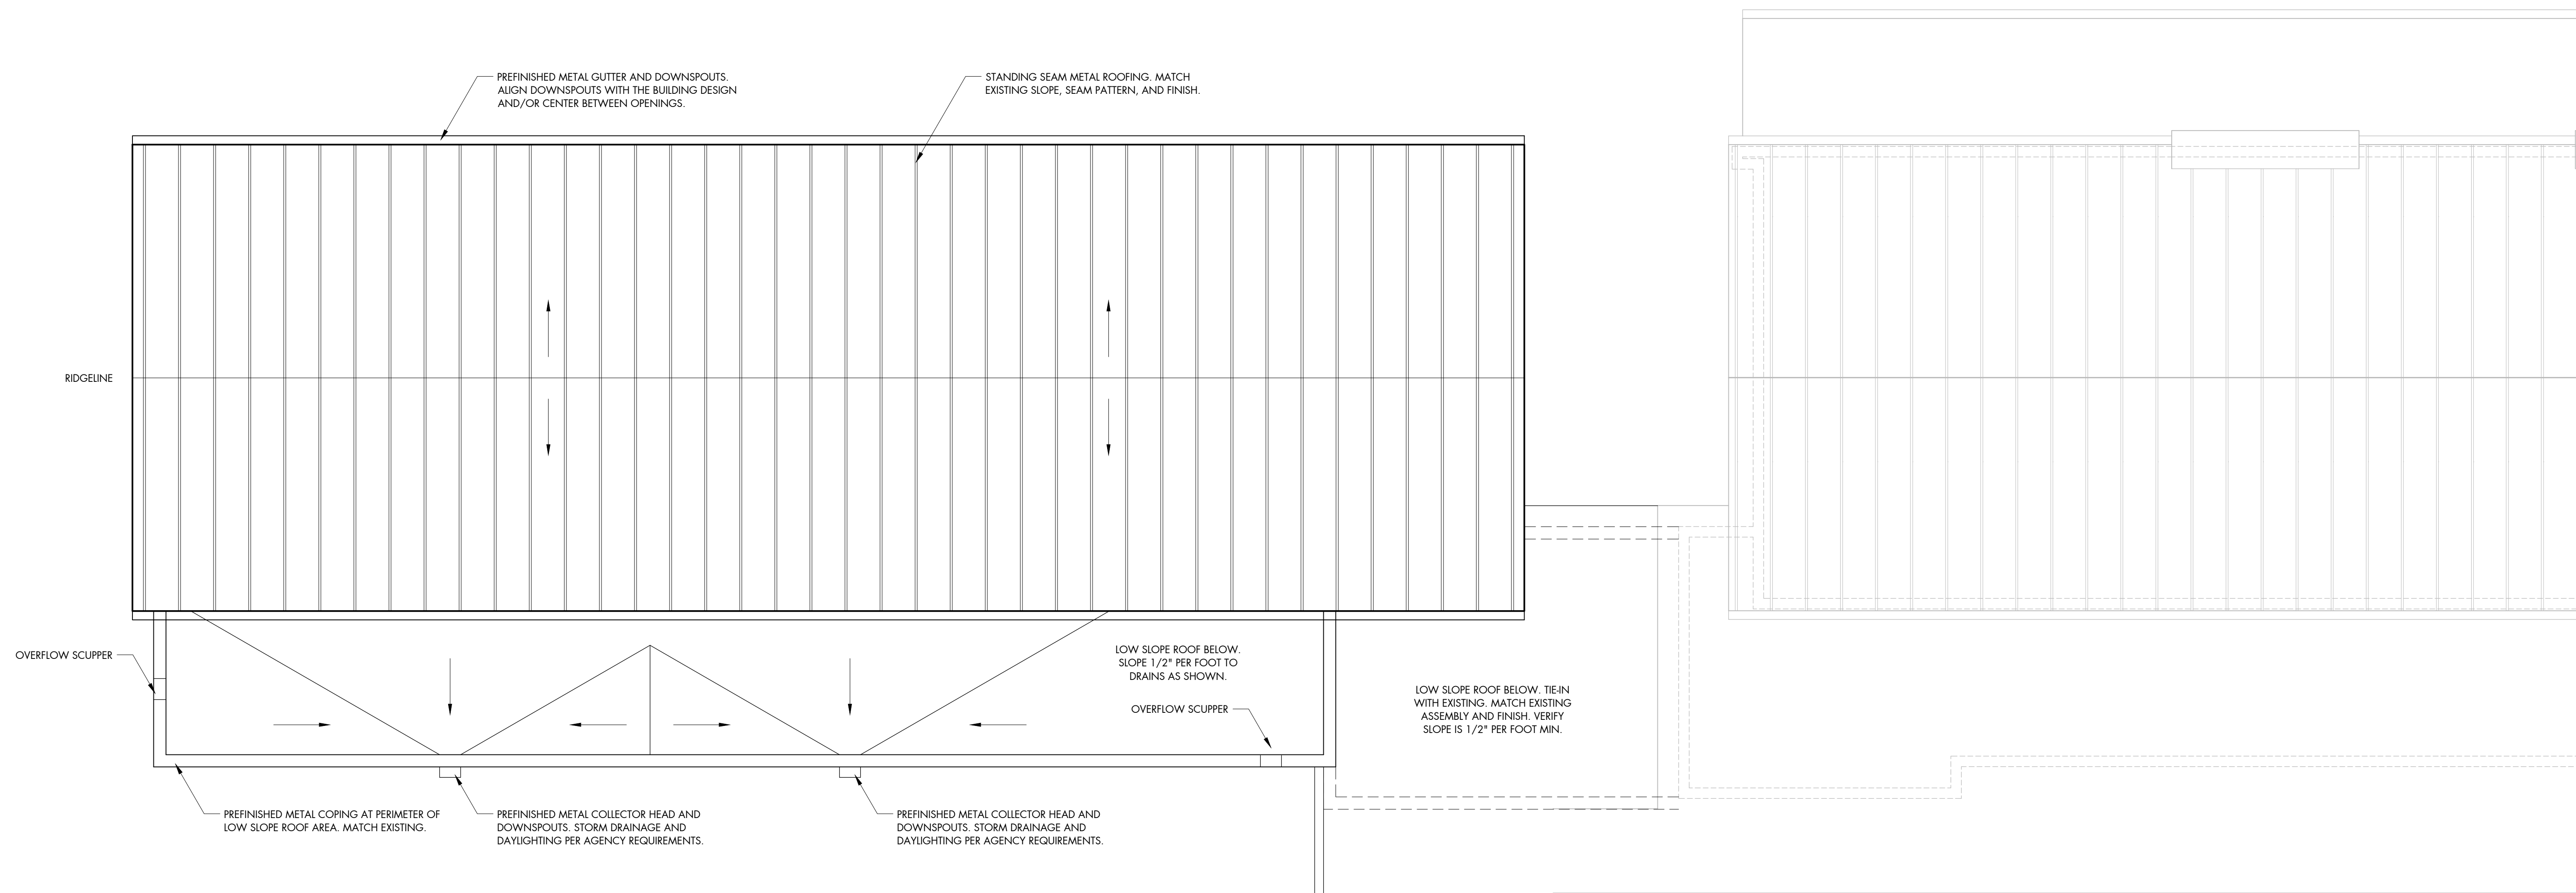 PREFINISHED METAL GUTTER AND DOWNSPOUTS.
ALIGN DOWNSPOUTS WITH THE BUILDING DESIGN
AND/OR CENTER BETWEEN OPENINGS.
STANDING SEAM METAL ROOFING. MATCH
EXISTING SLOPE, SEAM PATTERN, AND FINISH.
RIDGELINE
OVERFLOW SCUPPER
LOW SLOPE ROOF BELOW.
SLOPE 1/2" PER FOOT TO
DRAINS AS SHOWN.
OVERFLOW SCUPPER
LOW SLOPE ROOF BELOW. TIE-IN
WITH EXISTING. MATCH EXISTING
ASSEMBLY AND FINISH. VERIFY
SLOPE IS 1/2" PER FOOT MIN.
PREFINISHED METAL COPING AT PERIMETER OF
LOW SLOPE ROOF AREA. MATCH EXISTING.
PREFINISHED METAL COLLECTOR HEAD AND
DOWNSPOUTS. STORM DRAINAGE AND
DAYLIGHTING PER AGENCY REQUIREMENTS.
PREFINISHED METAL COLLECTOR HEAD AND
DOWNSPOUTS. STORM DRAINAGE AND
DAYLIGHTING PER AGENCY REQUIREMENTS.